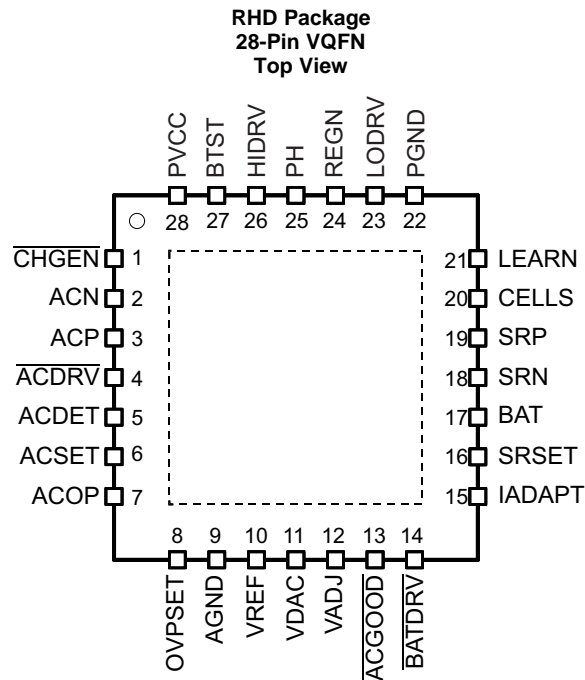 RHD Package
28-Pin VQFN
Top View
PVCC
BTST
HIDRV
PH
REGN
LODRV
PGND
28
27
26
25
24
23
22
CHGEN 1
ACN 2
ACP 3
ACDRV 4
ACDET 5
ACSET 6
ACOP 7
21 LEARN
20 CELLS
19 SRP
18 SRN
17 BAT
16 SRSET
15 IADAPT
8
9
10
11
12
13
14
OVPSET
AGND
VREF
VDAC
VADJ
ACGOOD
BATDRV